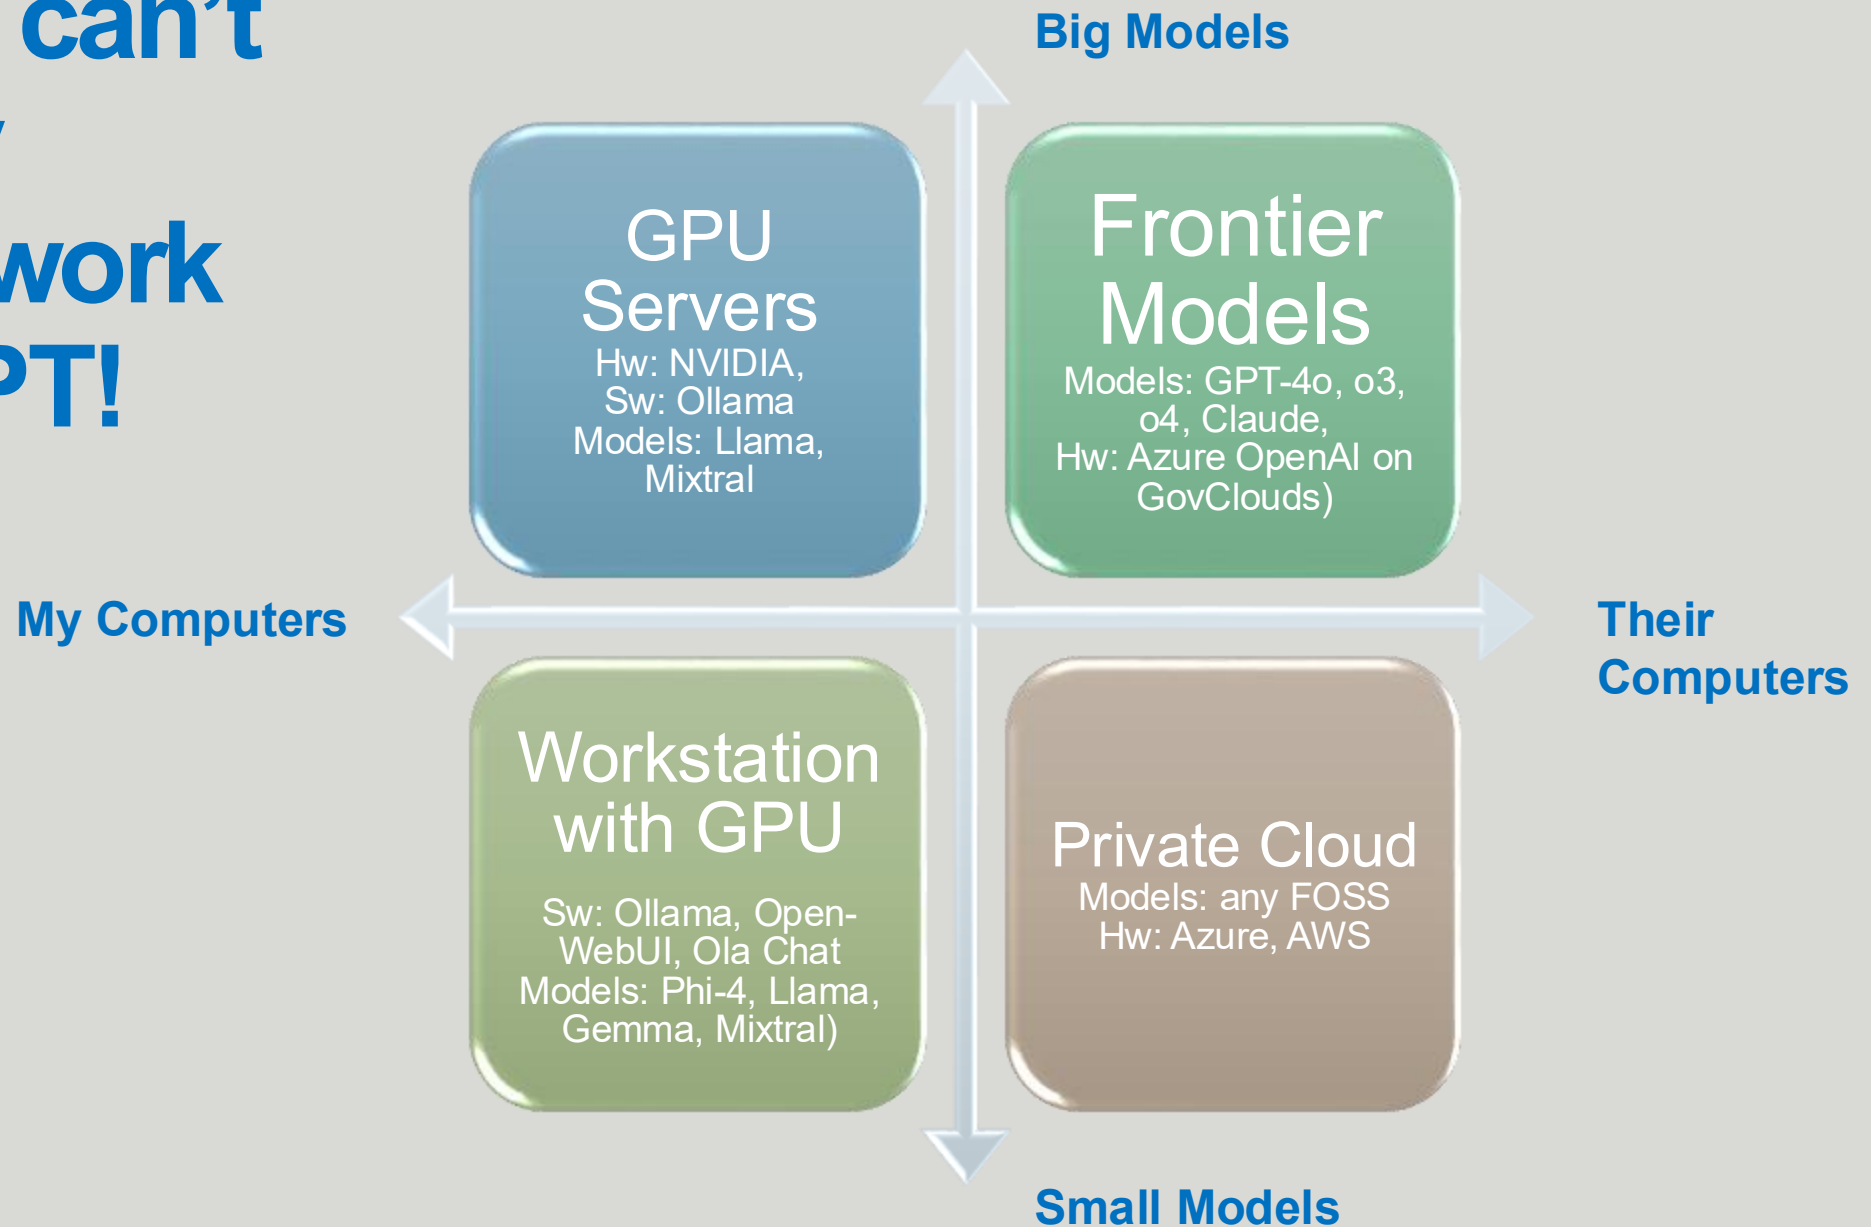 can't
work
PT!
Big Models
GPU
Servers
Hw: NVIDIA,
Sw: Ollama
Models: Llama,
Mixtral
Frontier
Models
Models: GPT-4o, o3,
o4, Claude,
Hw: Azure OpenAI on
GovClouds)
My Computers
Their
Computers
Workstation
with GPU
Sw: Ollama, Open-
WebUI, Ola Chat
Models: Phi-4, Llama,
Gemma, Mixtral)
Private Cloud
Models: any FOSS
Hw: Azure, AWS
Small Models